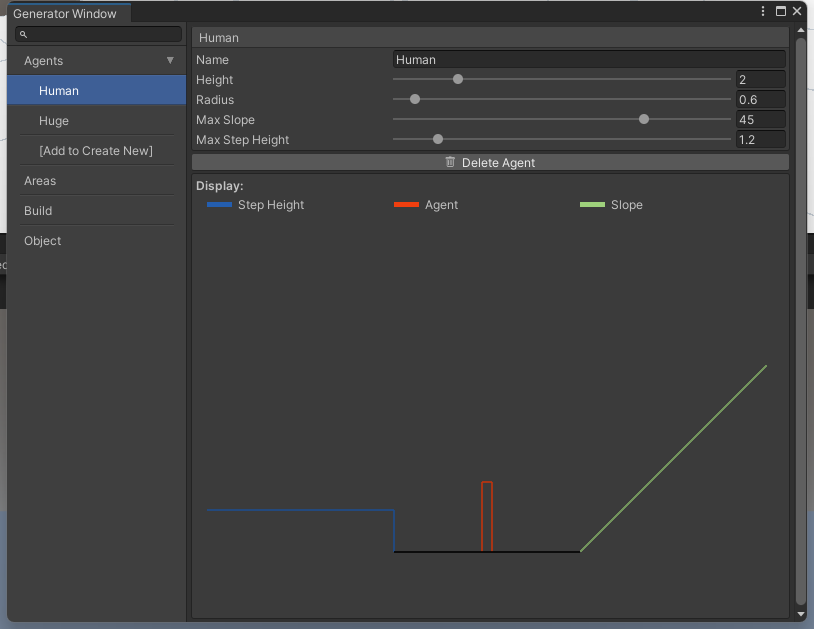 Generator Window
Agents
Human
Huge
[Add to Create New]
Areas
Build
Object
Human
Name Human
Height 2
Radius 0.6
Max Slope 45
Max Step Height 1.2
Delete Agent
Display:
Step Height Agent Slope